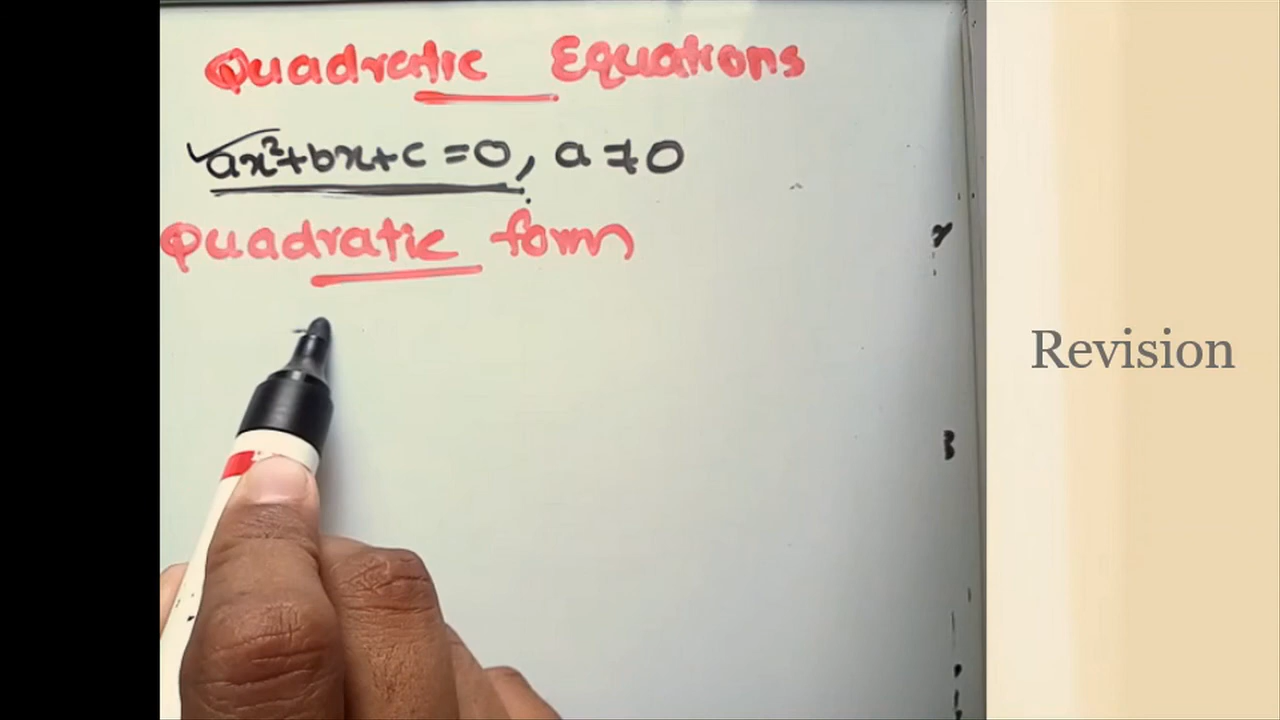 Quadratic Equations
ax²+bx+c=0, a≠0
Quadratic form
Revision